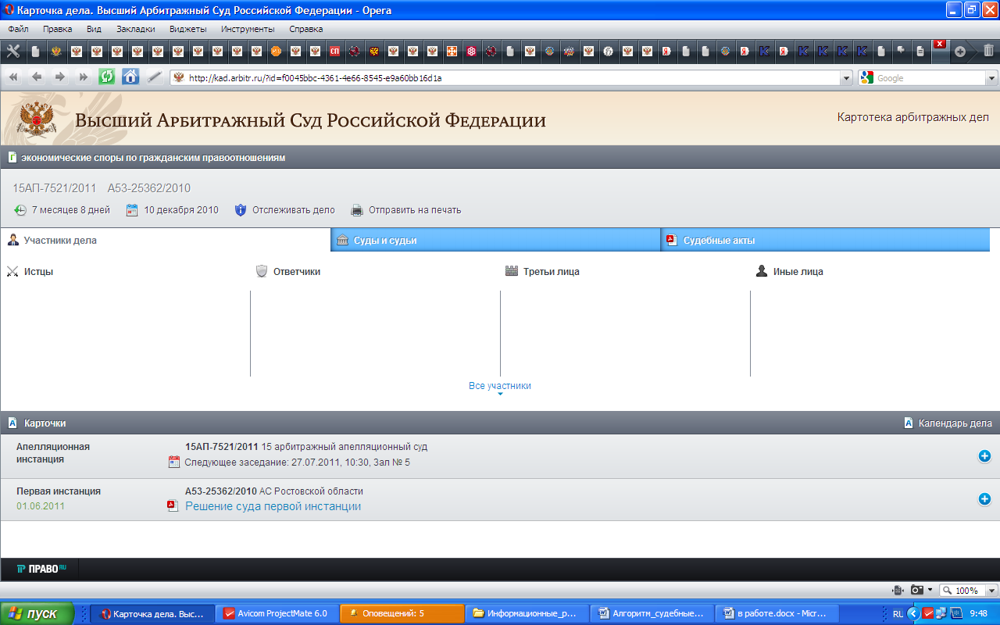 Карточка дела. Высший Арбитражный Суд Российской Федерации - Opera
Файл Правка Вид Закладки Виджеты Инструменты Справка
http://kad.arbitr.ru/?id=f0045bbc-4361-4e66-8545-e9a60bb16d1a Google
Высший Арбитражный Суд Российской Федерации
Картотека арбитражных дел
экономические споры по гражданским правоотношениям
15АП-7521/2011 А53-25362/2010
7 месяцев 8 дней 10 декабря 2010 Отслеживать дело Отправить на печать
Участники дела Суды и судьи Судебные акты
Истцы Ответчики Третьи лица Иные лица
Все участники
Карточки Календарь дела
Апелляционная инстанция
15АП-7521/2011 15 арбитражный апелляционный суд
Следующее заседание: 27.07.2011, 10:30, Зал № 5
Первая инстанция А53-25362/2010 АС Ростовской области
01.06.2011 Решение суда первой инстанции
ПРАВО RU
100%
пуск Карточка дела. Выс... Avicom ProjectMate 6.0 Оповещений: 5 Информационные_р... Алгоритм_судебные... в работе.docx - Micr... RU 9:48